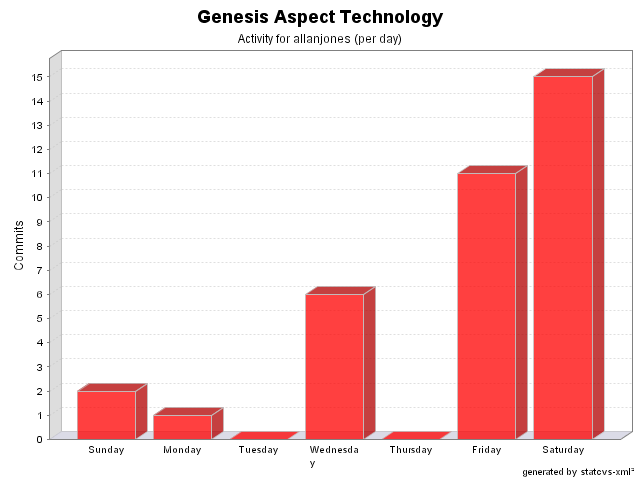 Genesis Aspect Technology
Activity for allanjones (per day)
15
14
13
12
11
10
9
8
7
6
5
4
3
2
1
0
Commits
Sunday
Monday
Tuesday
Wednesda
y
Thursday
Friday
Saturday
generated by statcvs-xml²